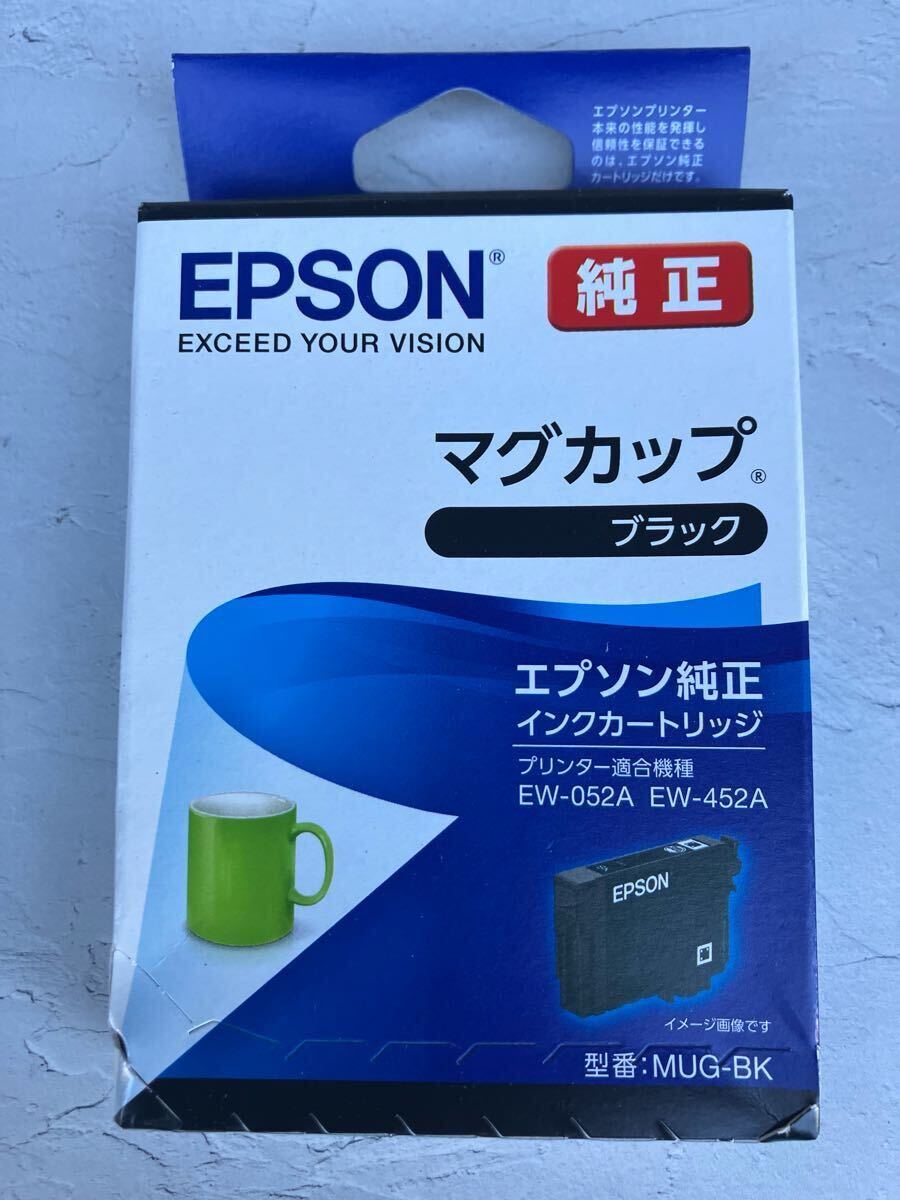 エプソンプリンター
本来の性能を発揮し
信頼性を保証できる
のは、エプソン純正
カートリッジだけです。
EPSON®
純正
EXCEED YOUR VISION
マグカップ®
ブラック
エプソン純正
インクカートリッジ
プリンター適合機種
EW-052A EW-452A
EPSON
イメージ画像です
型番：MUG-BK